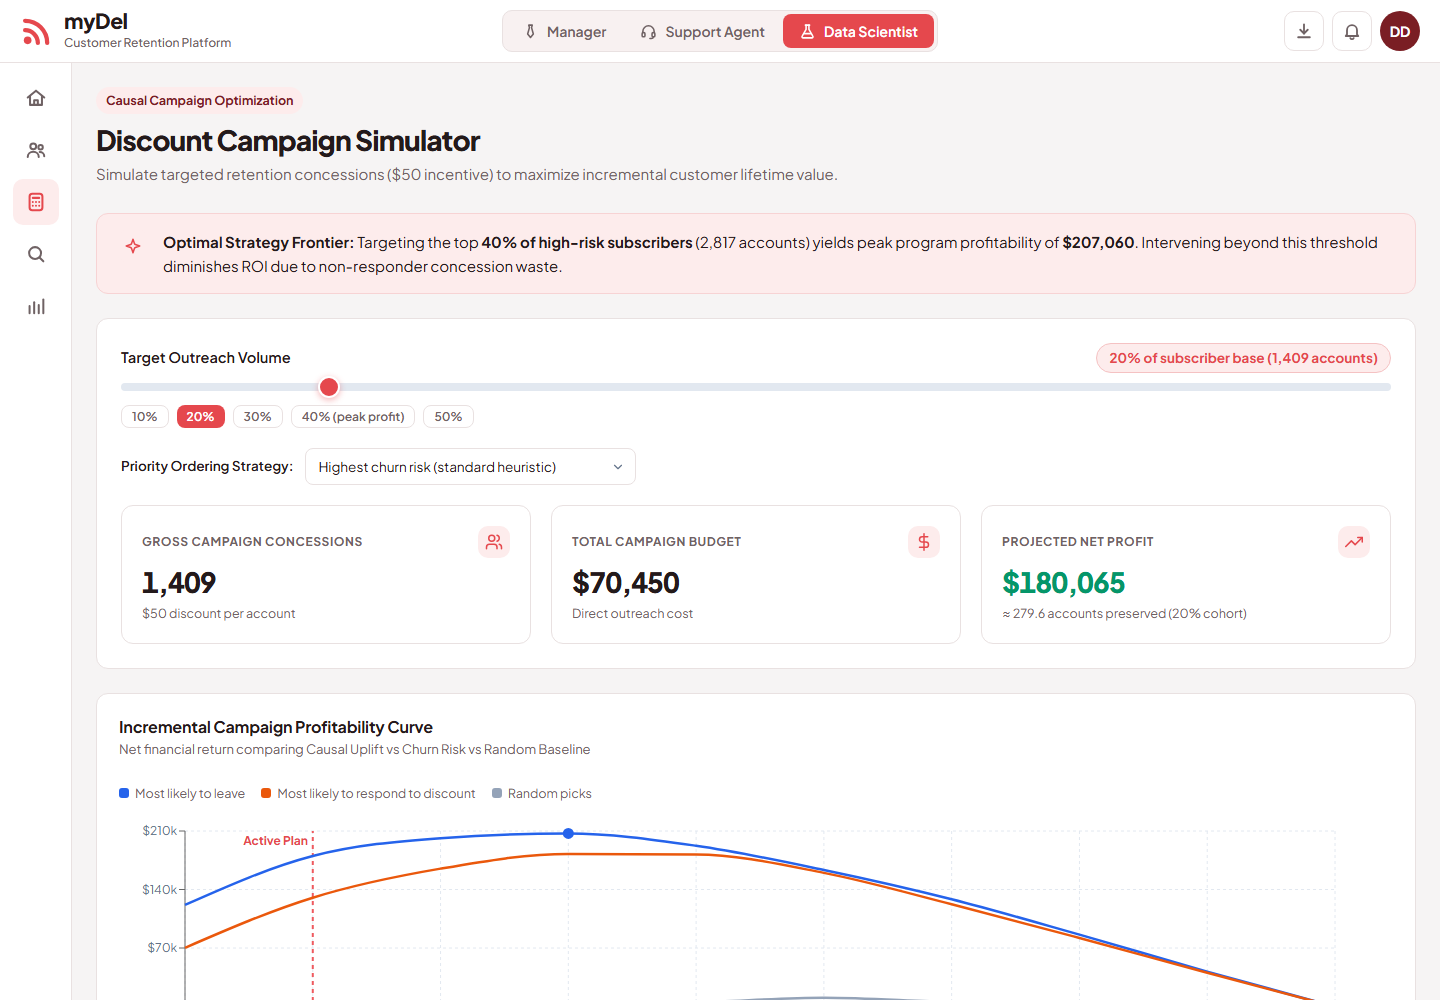 myDel
Customer Retention Platform
Manager
Support Agent
Data Scientist
DD
Causal Campaign Optimization
Discount Campaign Simulator
Simulate targeted retention concessions ($50 incentive) to maximize incremental customer lifetime value.
Optimal Strategy Frontier: Targeting the top 40% of high-risk subscribers (2,817 accounts) yields peak program profitability of $207,060. Intervening beyond this threshold
diminishes ROI due to non-responder concession waste.
Target Outreach Volume
20% of subscriber base (1,409 accounts)
10%
20%
30%
40% (peak profit)
50%
Priority Ordering Strategy:
Highest churn risk (standard heuristic)
GROSS CAMPAIGN CONCESSIONS
1,409
$50 discount per account
TOTAL CAMPAIGN BUDGET
$70,450
Direct outreach cost
PROJECTED NET PROFIT
$180,065
≈ 279.6 accounts preserved (20% cohort)
Incremental Campaign Profitability Curve
Net financial return comparing Causal Uplift vs Churn Risk vs Random Baseline
Most likely to leave
Most likely to respond to discount
Random picks
$210k
Active Plan
$140k
$70k